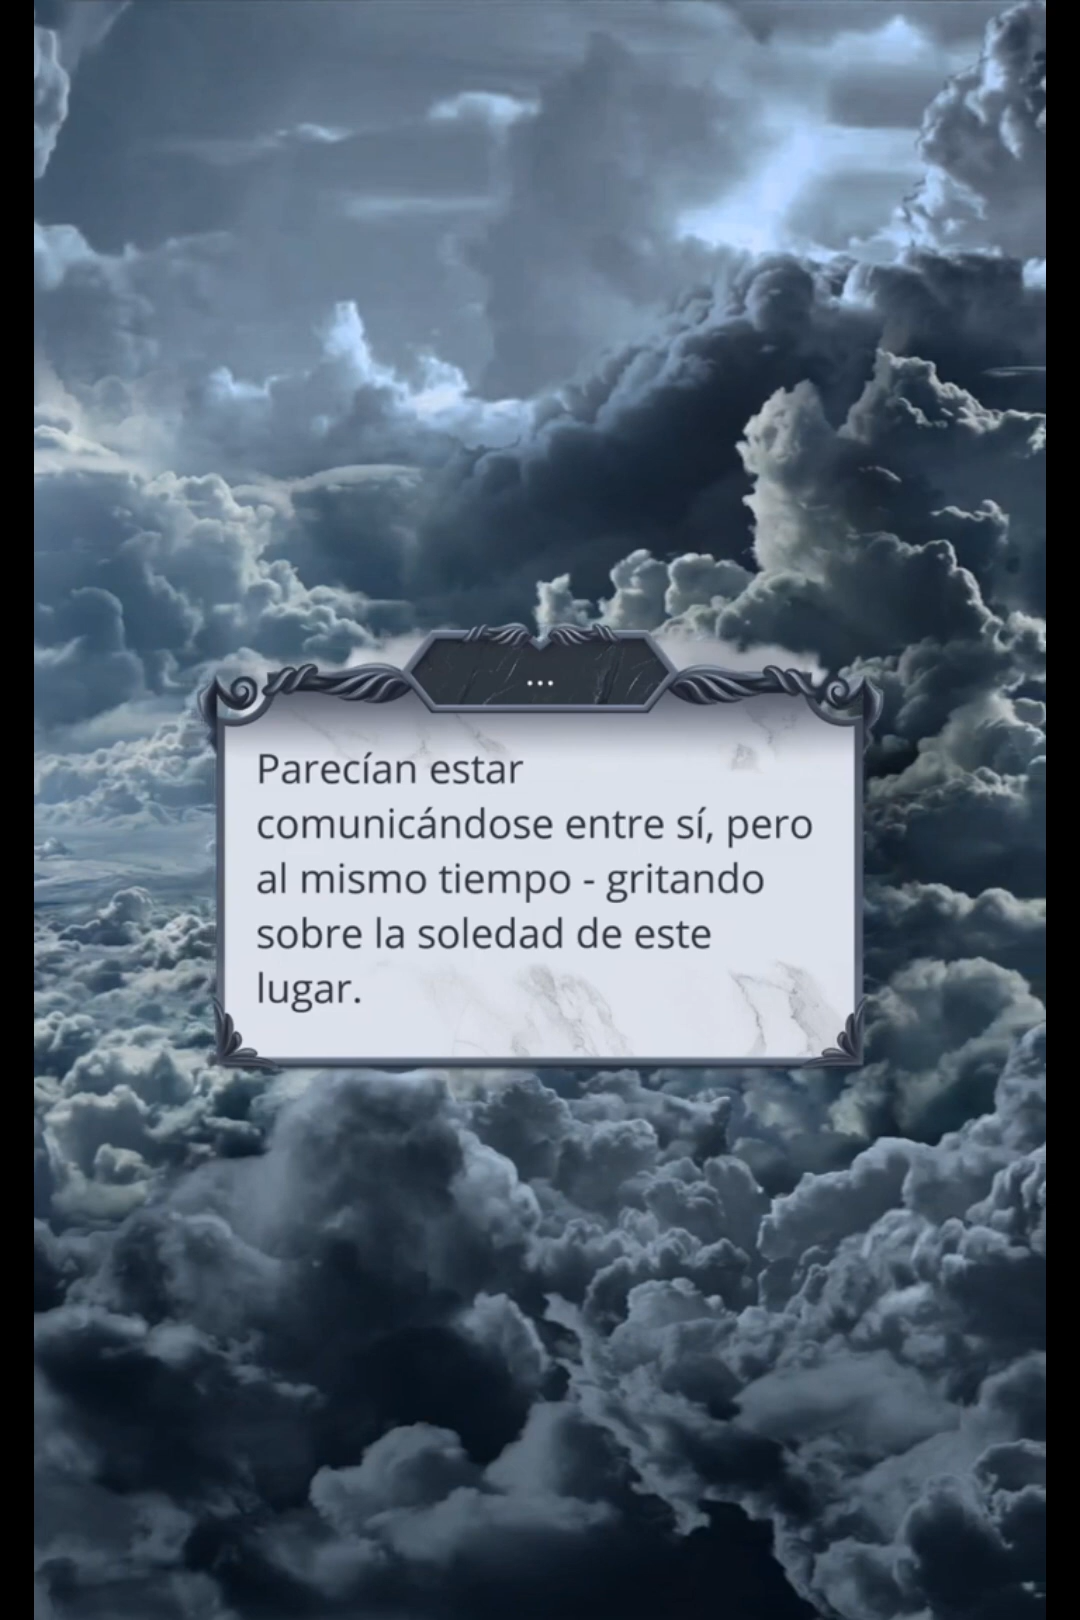 ...
Parecían estar
comunicándose entre sí, pero
al mismo tiempo - gritando
sobre la soledad de este
lugar.